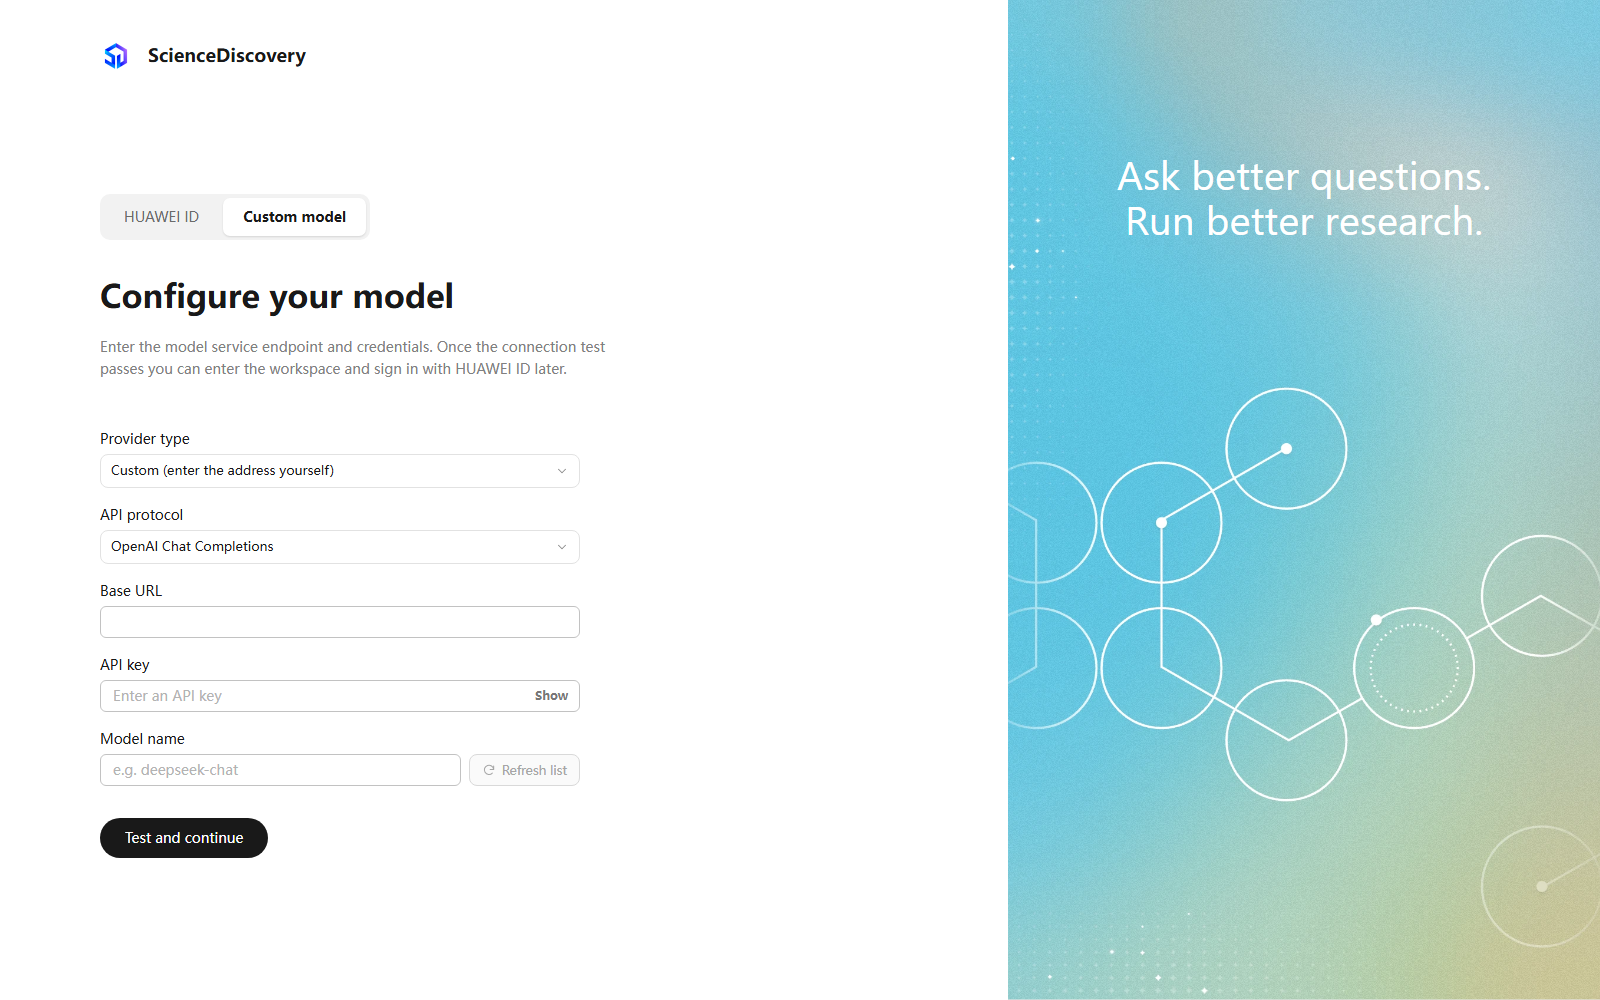 ScienceDiscovery
HUAWEI ID
Custom model
Configure your model
Enter the model service endpoint and credentials. Once the connection test
passes you can enter the workspace and sign in with HUAWEI ID later.
Provider type
Custom (enter the address yourself)
API protocol
OpenAI Chat Completions
Base URL
API key
Enter an API key
Show
Model name
e.g. deepseek-chat
Refresh list
Test and continue
Ask better questions.
Run better research.